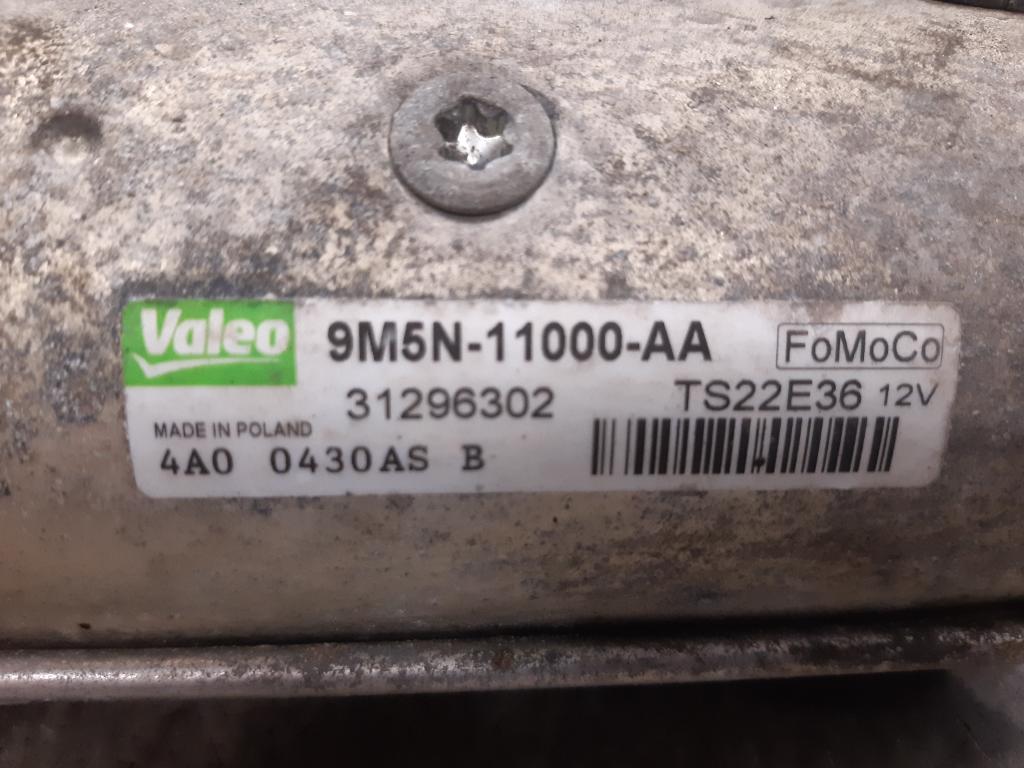 Valeo 9M5N-11000-AA FoMoCo
31296302 TS22E36 12V
MADE IN POLAND
4A0 0430AS B